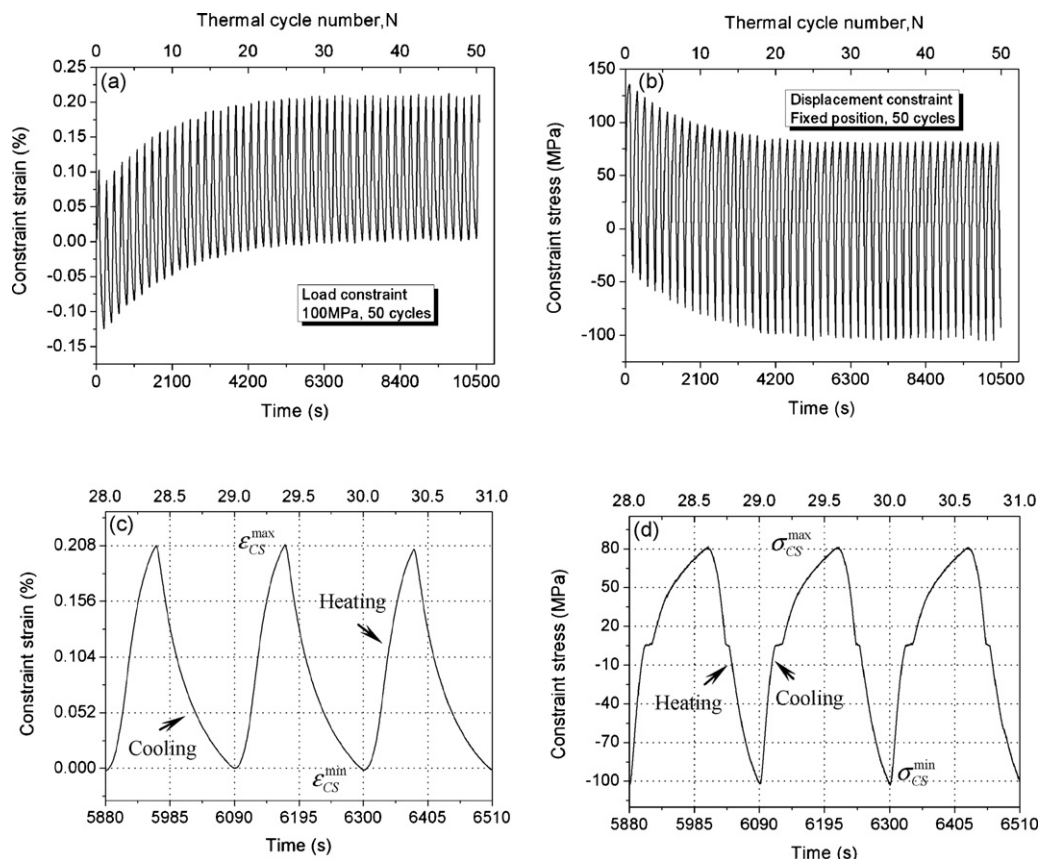 Thermal cycle number,N
0 10 20 30 40 50
(a)
Constraint strain (%)
0.25
0.20
0.15
0.10
0.05
0.00
-0.05
-0.10
-0.15
Load constraint
100MPa, 50 cycles
0 2100 4200 6300 8400 10500
Time (s)
Thermal cycle number,N
0 10 20 30 40 50
(b)
Constraint stress (MPa)
150
100
50
0
-50
-100
Displacement constraint
Fixed position, 50 cycles
-125
0 2100 4200 6300 8400 10500
Time (s)
28.0 28.5 29.0 29.5 30.0 30.5 31.0
(c)
Constraint strain (%)
0.208
0.156
0.104
0.052
0.000
ε_CS^max
Heating
Cooling
ε_CS^min
5880 5985 6090 6195 6300 6405 6510
Time (s)
28.0 28.5 29.0 29.5 30.0 30.5 31.0
(d)
Constraint stress (MPa)
80
50
20
-10
-40
-70
-100
σ_CS^max
Heating
Cooling
σ_CS^min
5880 5985 6090 6195 6300 6405 6510
Time (s)